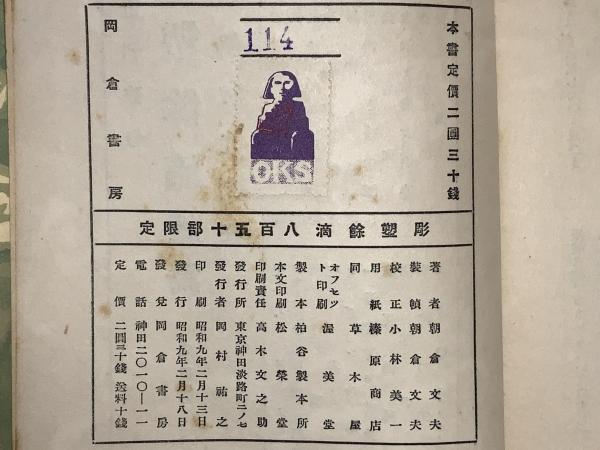 本書定價二圓三十錢
114
OKS
岡倉書房
彫塑餘滴八百五十部限定
著者朝倉文夫
裝幀朝倉文夫
校正小林美一
用紙榛原商店
同草木屋
オフセット印刷渥美堂
製本柏谷製本所
本文印刷松榮堂
印刷責任高木文之助
發行所東京神田淡路町二ノ七
發行者岡村祐之
印刷昭和九年二月十三日
發行昭和九年二月十八日
發兌岡倉書房
電話神田二〇一〇—一一
定價二圓三十錢送料十錢